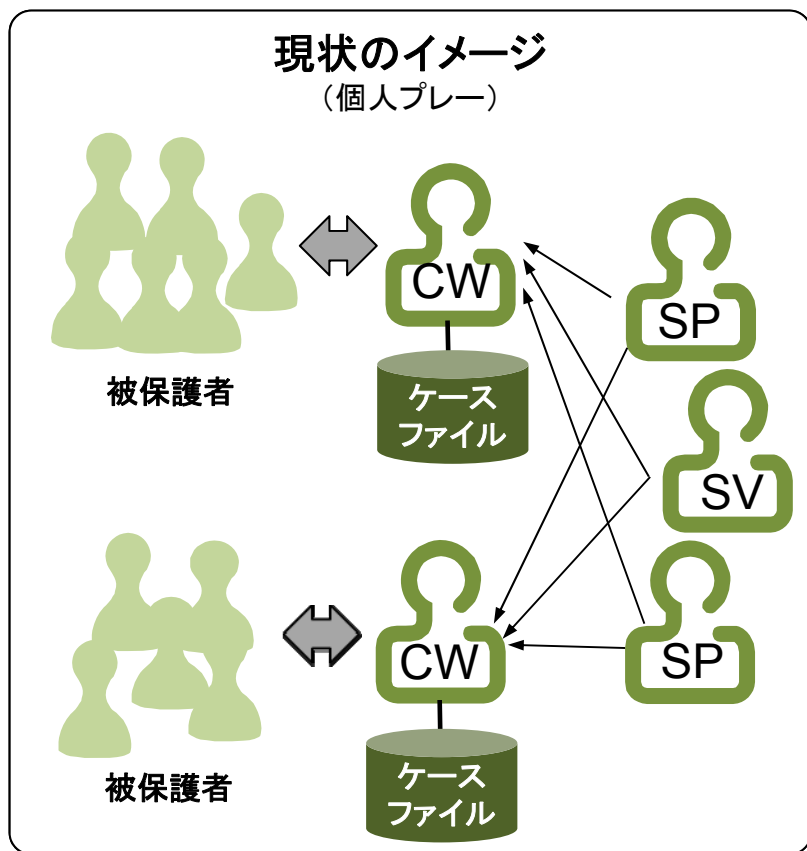 現状のイメージ
（個人プレー）
CW
SP
被保護者
ケース
ファイル
SV
CW
SP
被保護者
ケース
ファイル